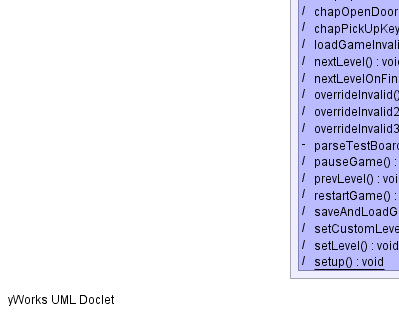 / chapOpenDoor
/ chapPickUpKey
/ loadGameInvali
/ nextLevel() : voi
/ nextLevelOnFin
/ overrideInvalid()
/ overrideInvalid2
/ overrideInvalid3
- parseTestBoard
/ pauseGame() :
/ prevLevel() : vo
/ restartGame() :
/ saveAndLoadG
/ setCustomLeve
/ setLevel() : void
/ setup() : void
yWorks UML Doclet